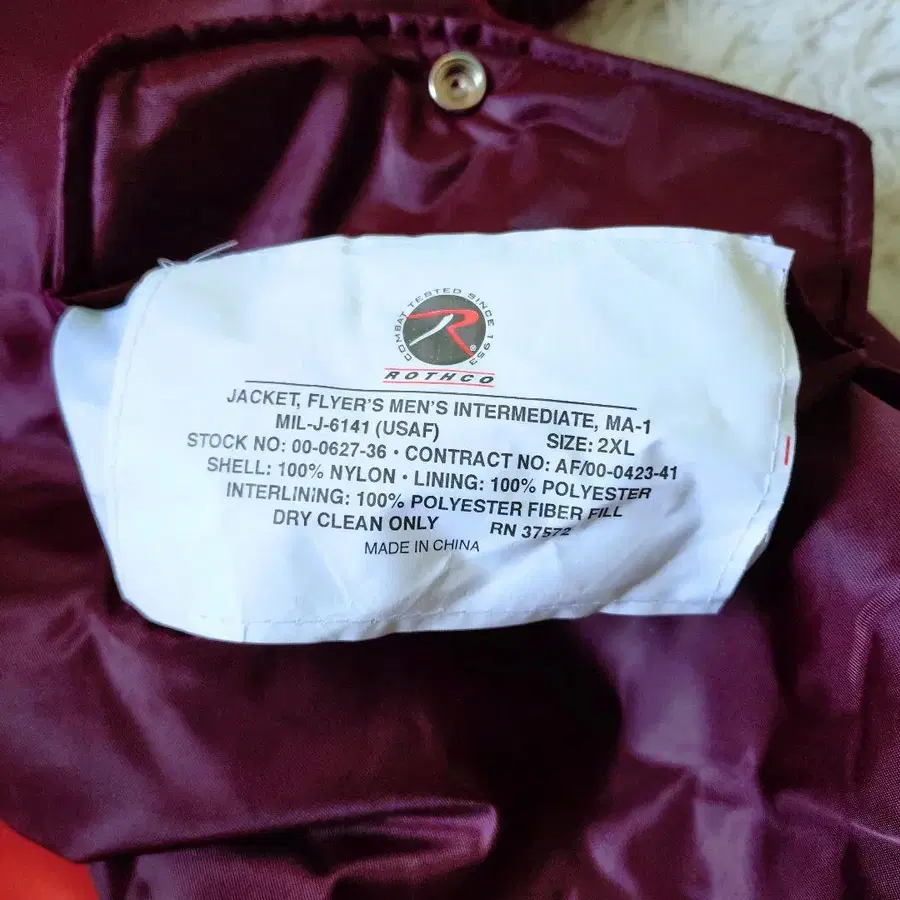 COMBAT TESTED SINCE 1953
R®
ROTHCO
JACKET, FLYER'S MEN'S INTERMEDIATE, MA-1
MIL-J-6141 (USAF) SIZE: 2XL
STOCK NO: 00-0627-36 • CONTRACT NO: AF/00-0423-41
SHELL: 100% NYLON • LINING: 100% POLYESTER
INTERLINING: 100% POLYESTER FIBER FILL
DRY CLEAN ONLY RN 37572
MADE IN CHINA